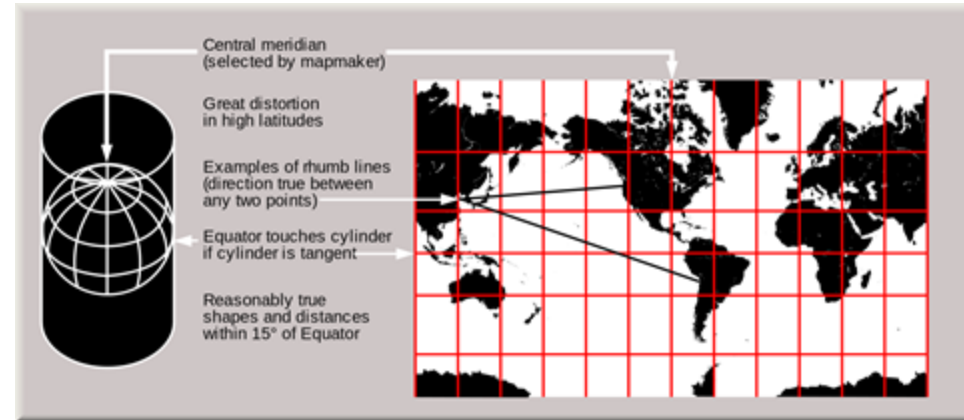 Central meridian
(selected by mapmaker)
Great distortion
in high latitudes
Examples of rhumb lines
(direction true between
any two points)
Equator touches cylinder
if cylinder is tangent
Reasonably true
shapes and distances
within 15° of Equator